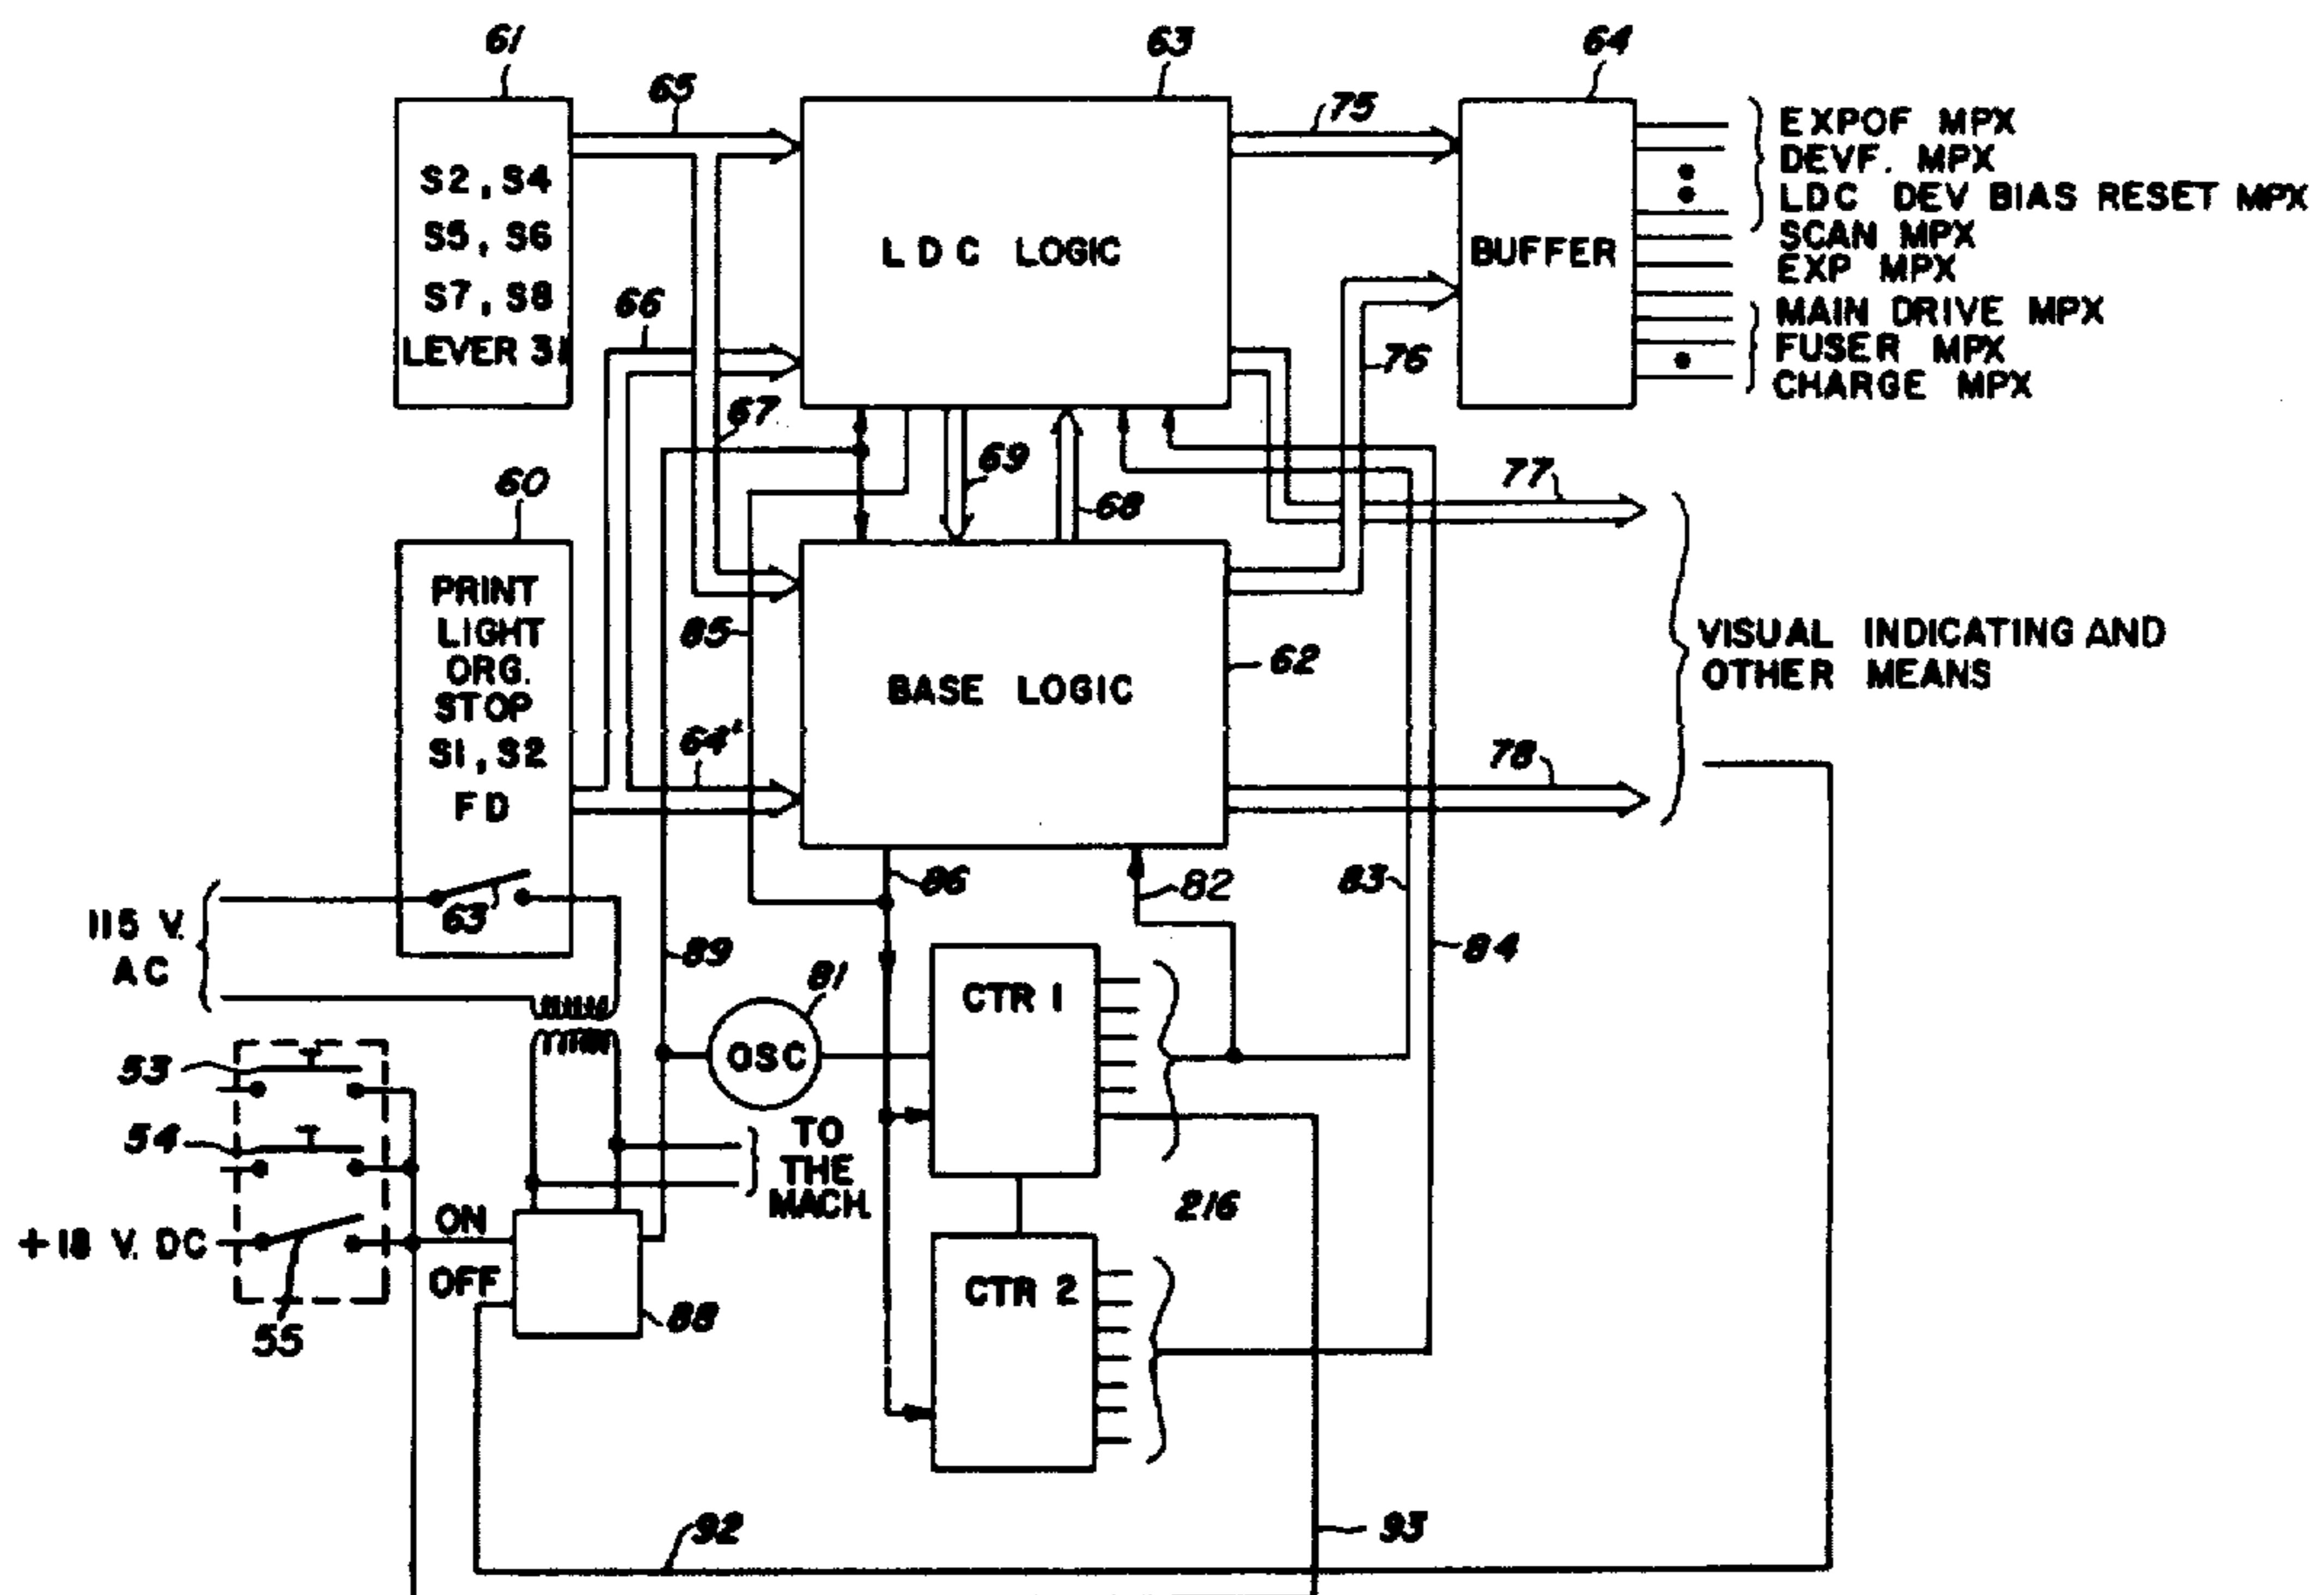 61
65
63
75
64
S2, S4
S5, S6
S7, S8
LEVER 31
LDC LOGIC
BUFFER
EXPOF MPX
DEVF. MPX
LDC DEV BIAS RESET MPX
SCAN MPX
EXP MPX
MAIN DRIVE MPX
FUSER MPX
CHARGE MPX
66
67
69
68
76
77
60
PRINT
LIGHT
ORG.
STOP
S1, S2
FD
63
85
64'
BASE LOGIC
62
VISUAL INDICATING AND
OTHER MEANS
78
86
82
83
84
115 V.
AC
89
81
OSC
CTR 1
53
54
+18 V. DC
55
ON
OFF
88
TO
THE
MACH.
216
CTR 2
92
93